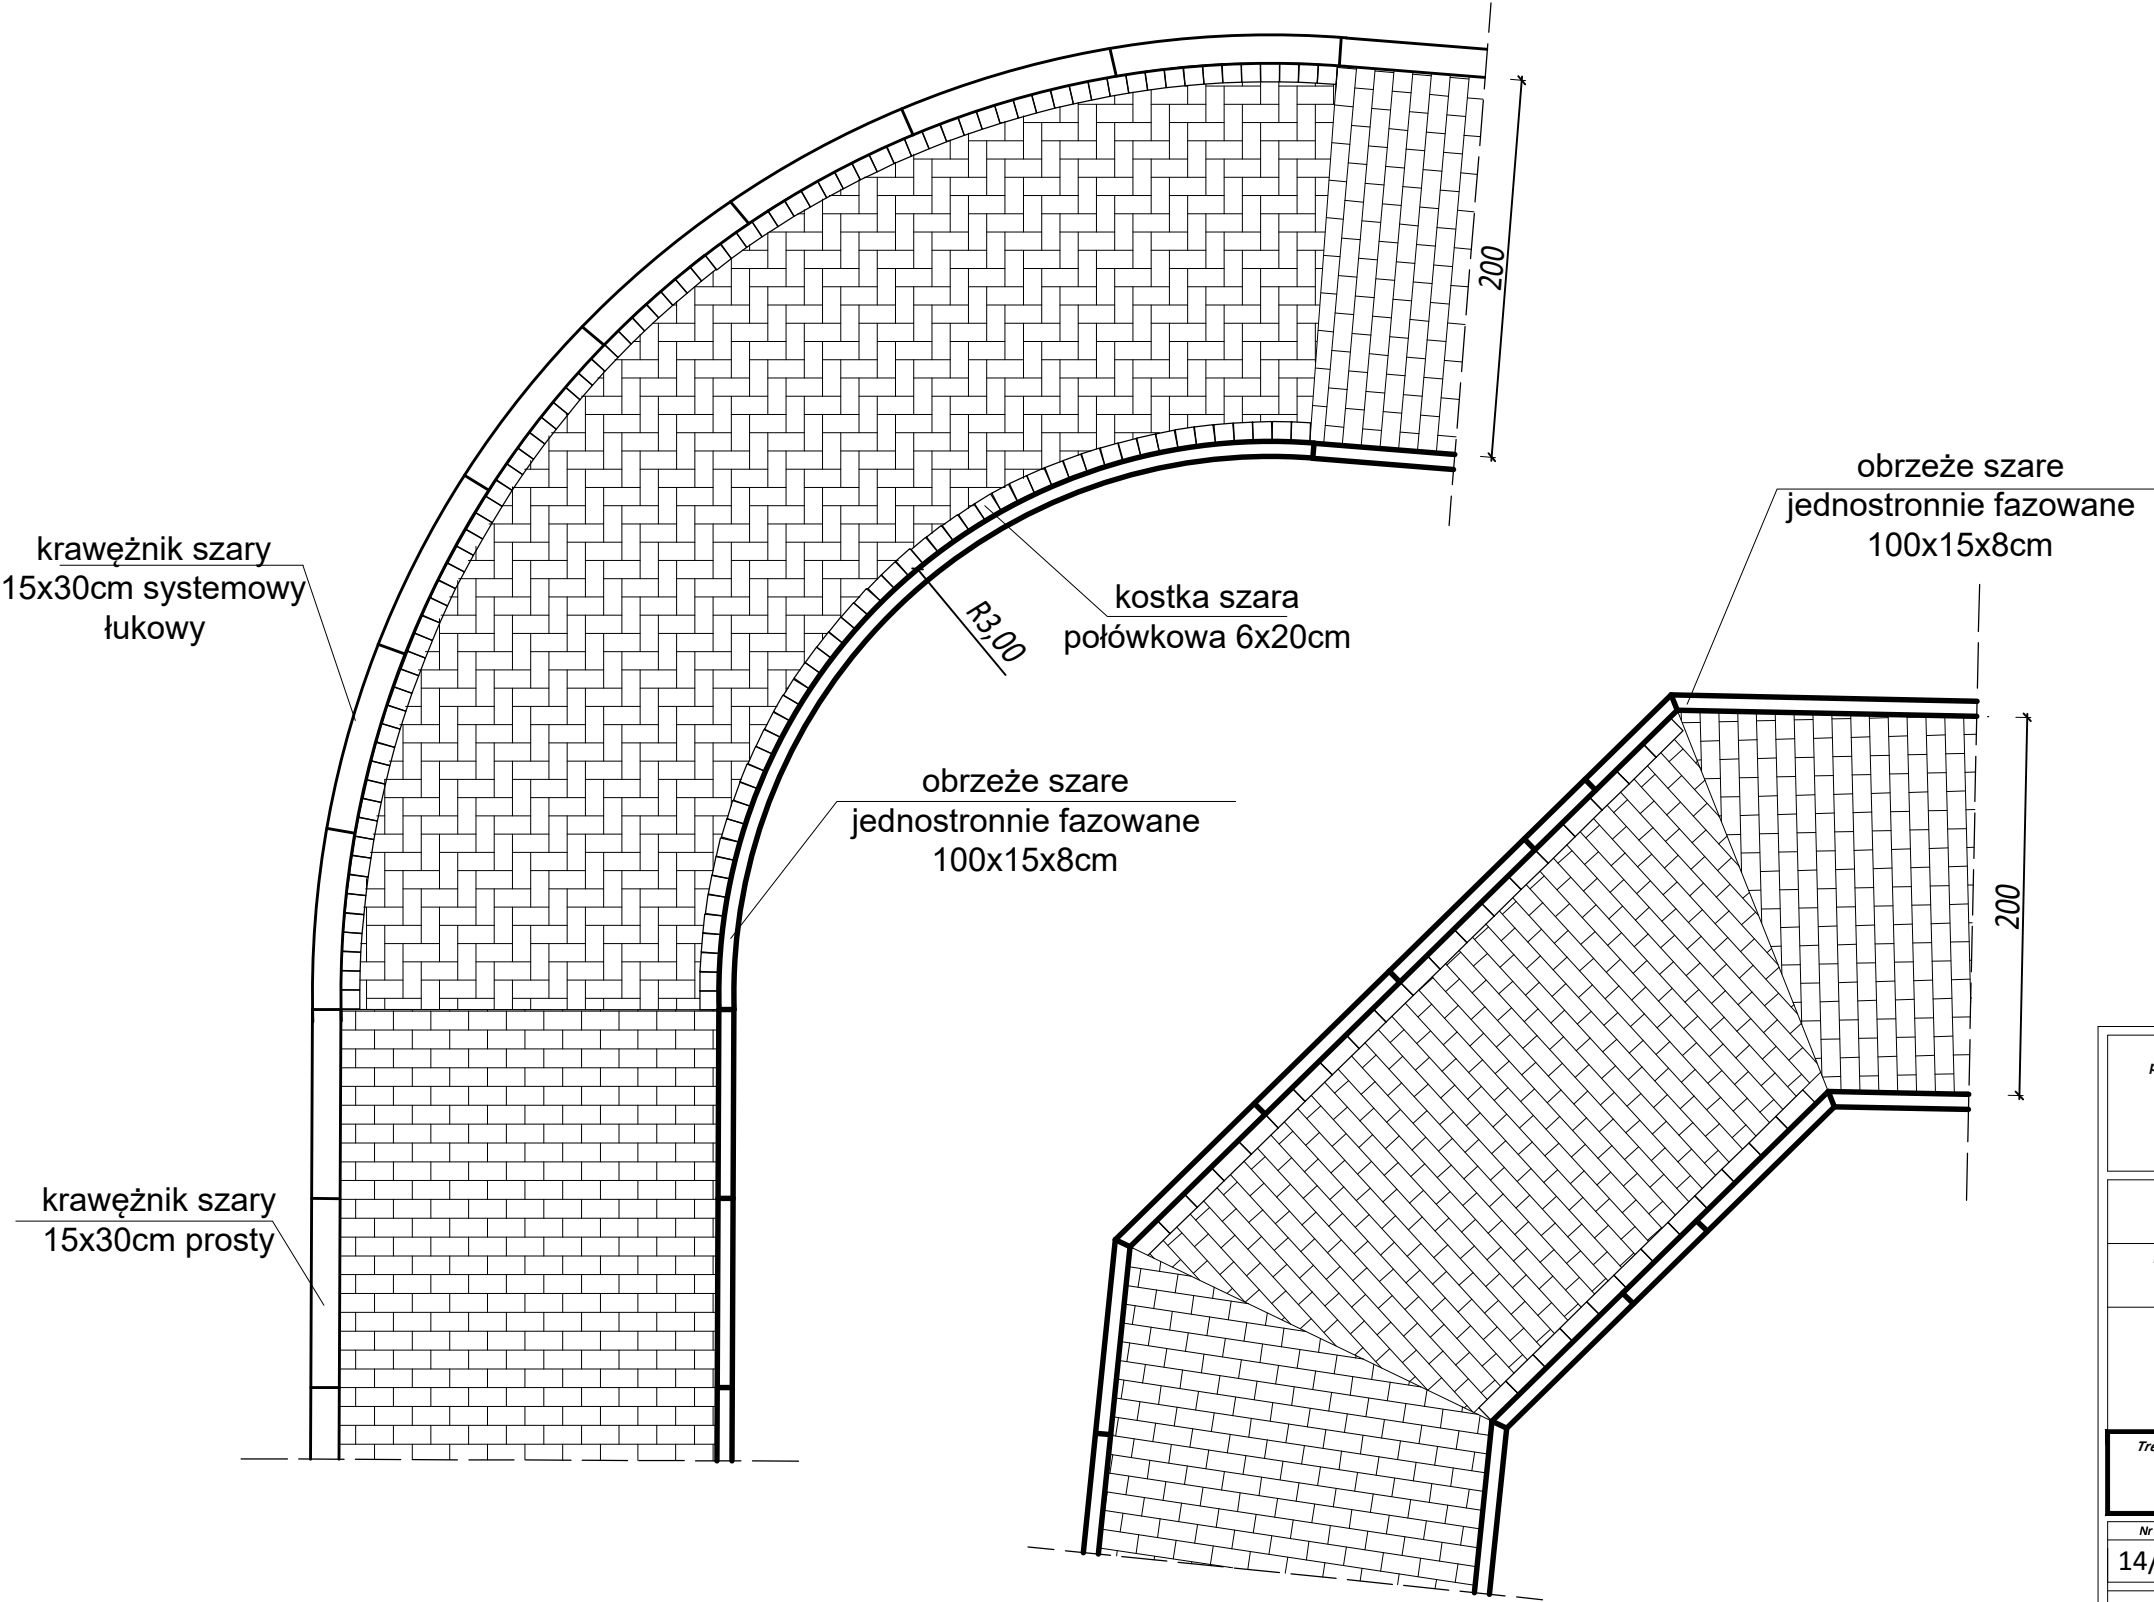 200
obrzeże szare
jednostronnie fazowane
100x15x8cm
krawężnik szary
15x30cm systemowy
łukowy
kostka szara
połówkowa 6x20cm
R3,00
obrzeże szare
jednostronnie fazowane
100x15x8cm
200
krawężnik szary
15x30cm prosty
Nr
14/